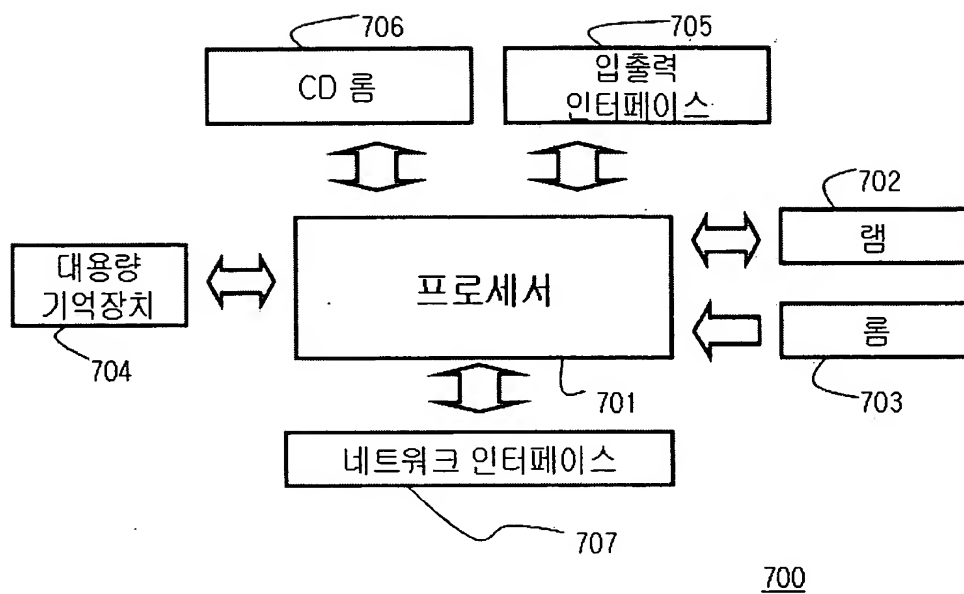 706
705
CD 롬
입출력
인터페이스
702
램
대용량
기억장치
프로세서
롬
704
701
703
네트워크 인터페이스
707
700